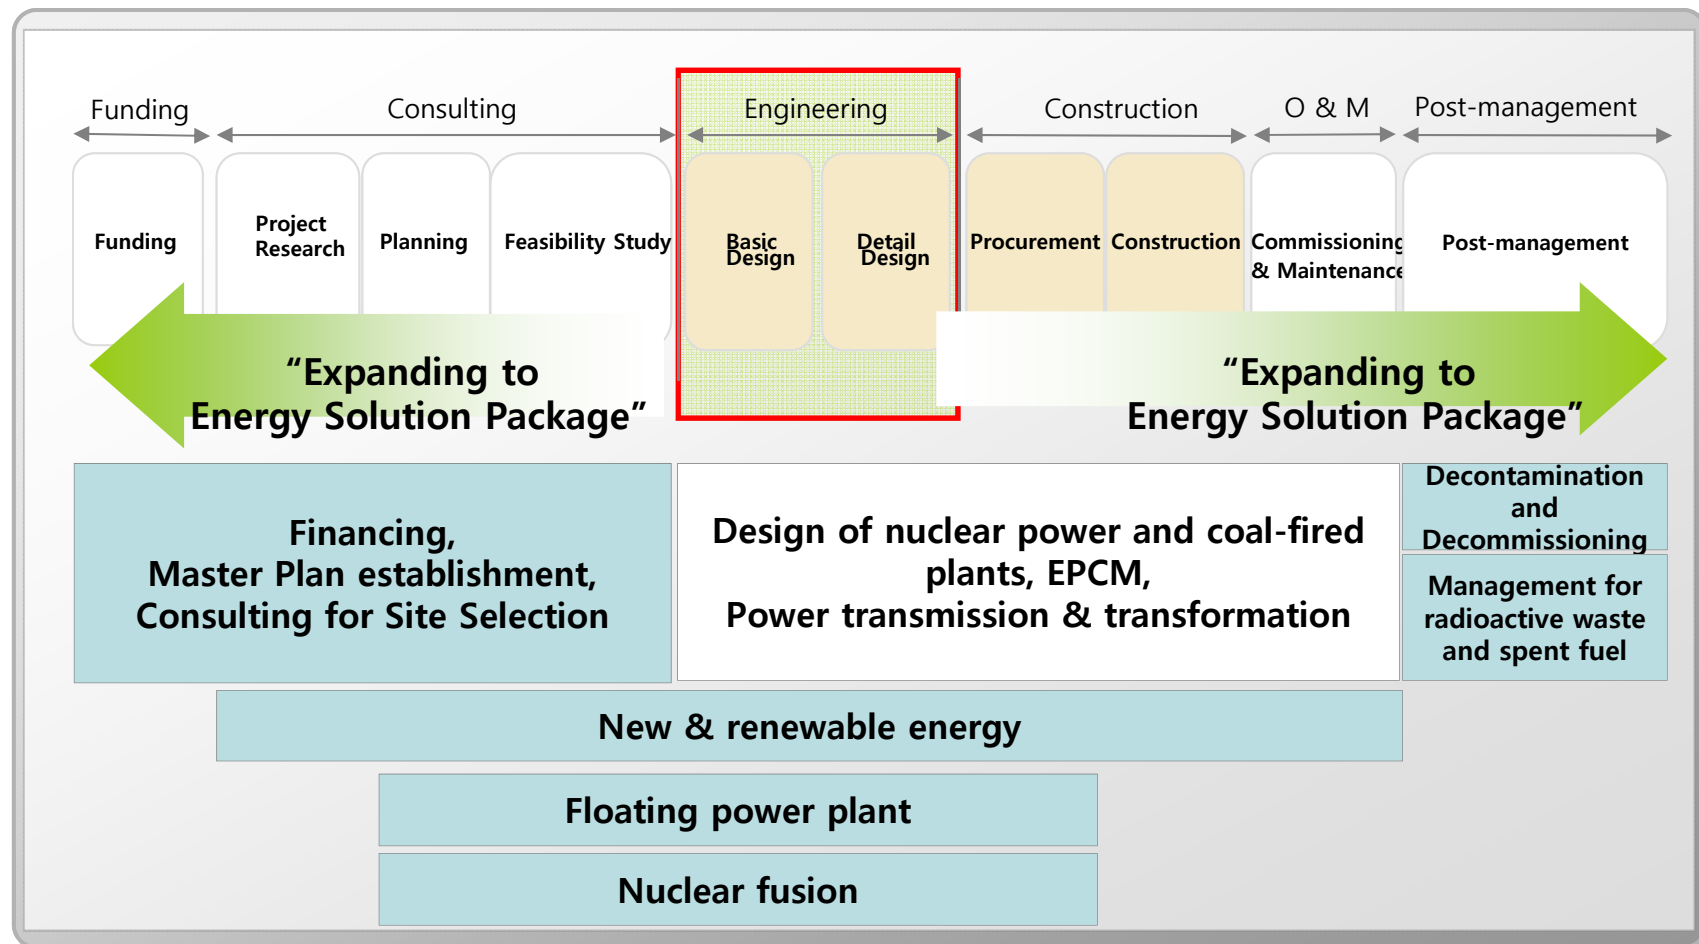 Funding
Consulting
Engineering
Construction
O & M
Post-management
Funding
Project
Research
Planning
Feasibility Study
Basic
Design
Detail
Design
Procurement
Construction
Commissioning
& Maintenance
Post-management
“Expanding to
Energy Solution Package”
“Expanding to
Energy Solution Package”
Financing,
Master Plan establishment,
Consulting for Site Selection
Design of nuclear power and coal-fired
plants, EPCM,
Power transmission & transformation
Decontamination
and
Decommissioning
Management for
radioactive waste
and spent fuel
New & renewable energy
Floating power plant
Nuclear fusion